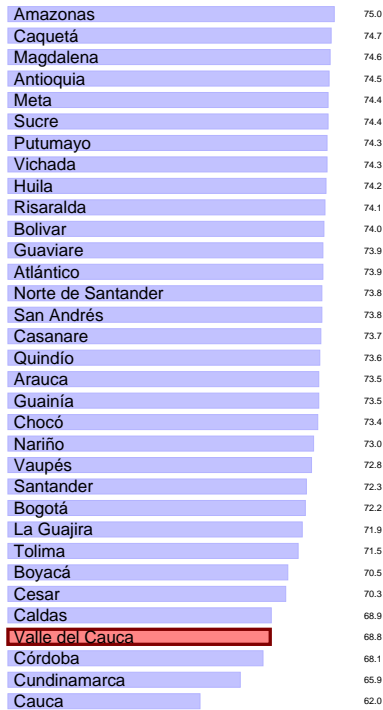 Amazonas 75.0
Caquetá 74.7
Magdalena 74.6
Antioquia 74.5
Meta 74.4
Sucre 74.4
Putumayo 74.3
Vichada 74.3
Huila 74.2
Risaralda 74.1
Bolivar 74.0
Guaviare 73.9
Atlántico 73.9
Norte de Santander 73.8
San Andrés 73.8
Casanare 73.7
Quindío 73.6
Arauca 73.5
Guainía 73.5
Chocó 73.4
Nariño 73.0
Vaupés 72.8
Santander 72.3
Bogotá 72.2
La Guajira 71.9
Tolima 71.5
Boyacá 70.5
Cesar 70.3
Caldas 68.9
Valle del Cauca 68.8
Córdoba 68.1
Cundinamarca 65.9
Cauca 62.0